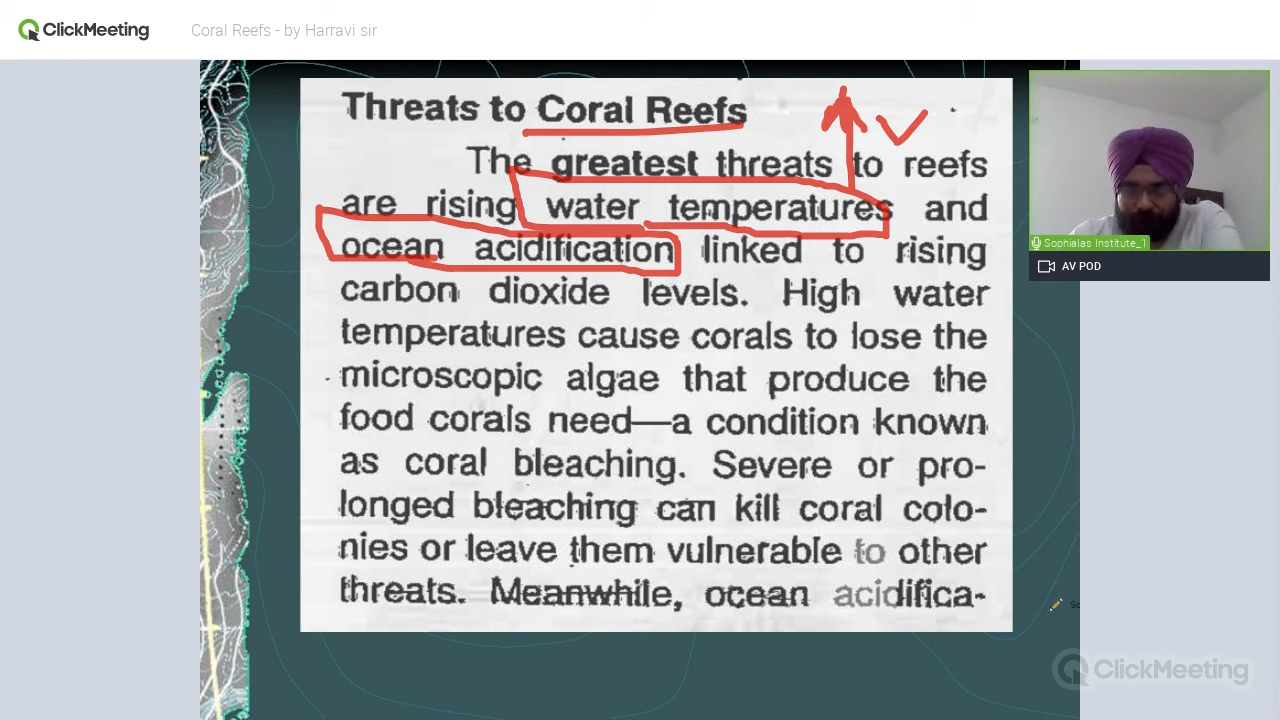 ClickMeeting
Coral Reefs - by Harravi sir
Threats to Coral Reefs
The greatest threats to reefs
are rising water temperatures and
ocean acidification linked to rising
carbon dioxide levels. High water
temperatures cause corals to lose the
microscopic algae that produce the
food corals need—a condition known
as coral bleaching. Severe or pro-
longed bleaching can kill coral colo-
nies or leave them vulnerable to other
threats. Meanwhile, ocean acidifica-
Sophialas Institute_1
AV POD
ClickMeeting